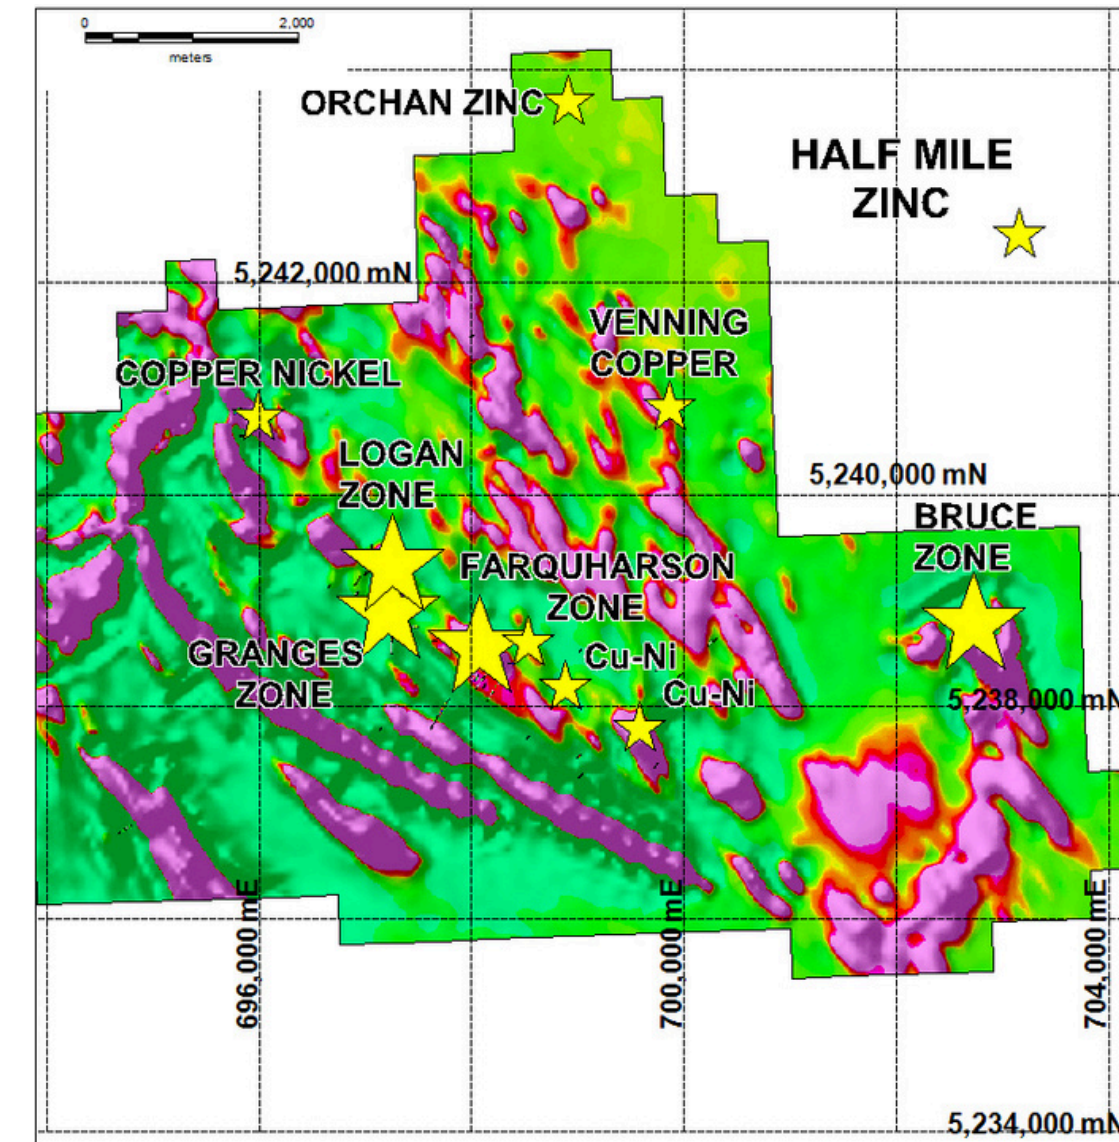 0 2,000
meters
ORCHAN ZINC
HALF MILE
ZINC
5,242,000 mN
VENNING
COPPER
COPPER NICKEL
LOGAN
ZONE
5,240,000 mN
BRUCE
ZONE
FARQUHARSON
ZONE
GRANGES
ZONE
Cu-Ni
Cu-Ni
5,238,000 mN
696,000 mE
700,000 mE
704,000 mE
5,234,000 mN